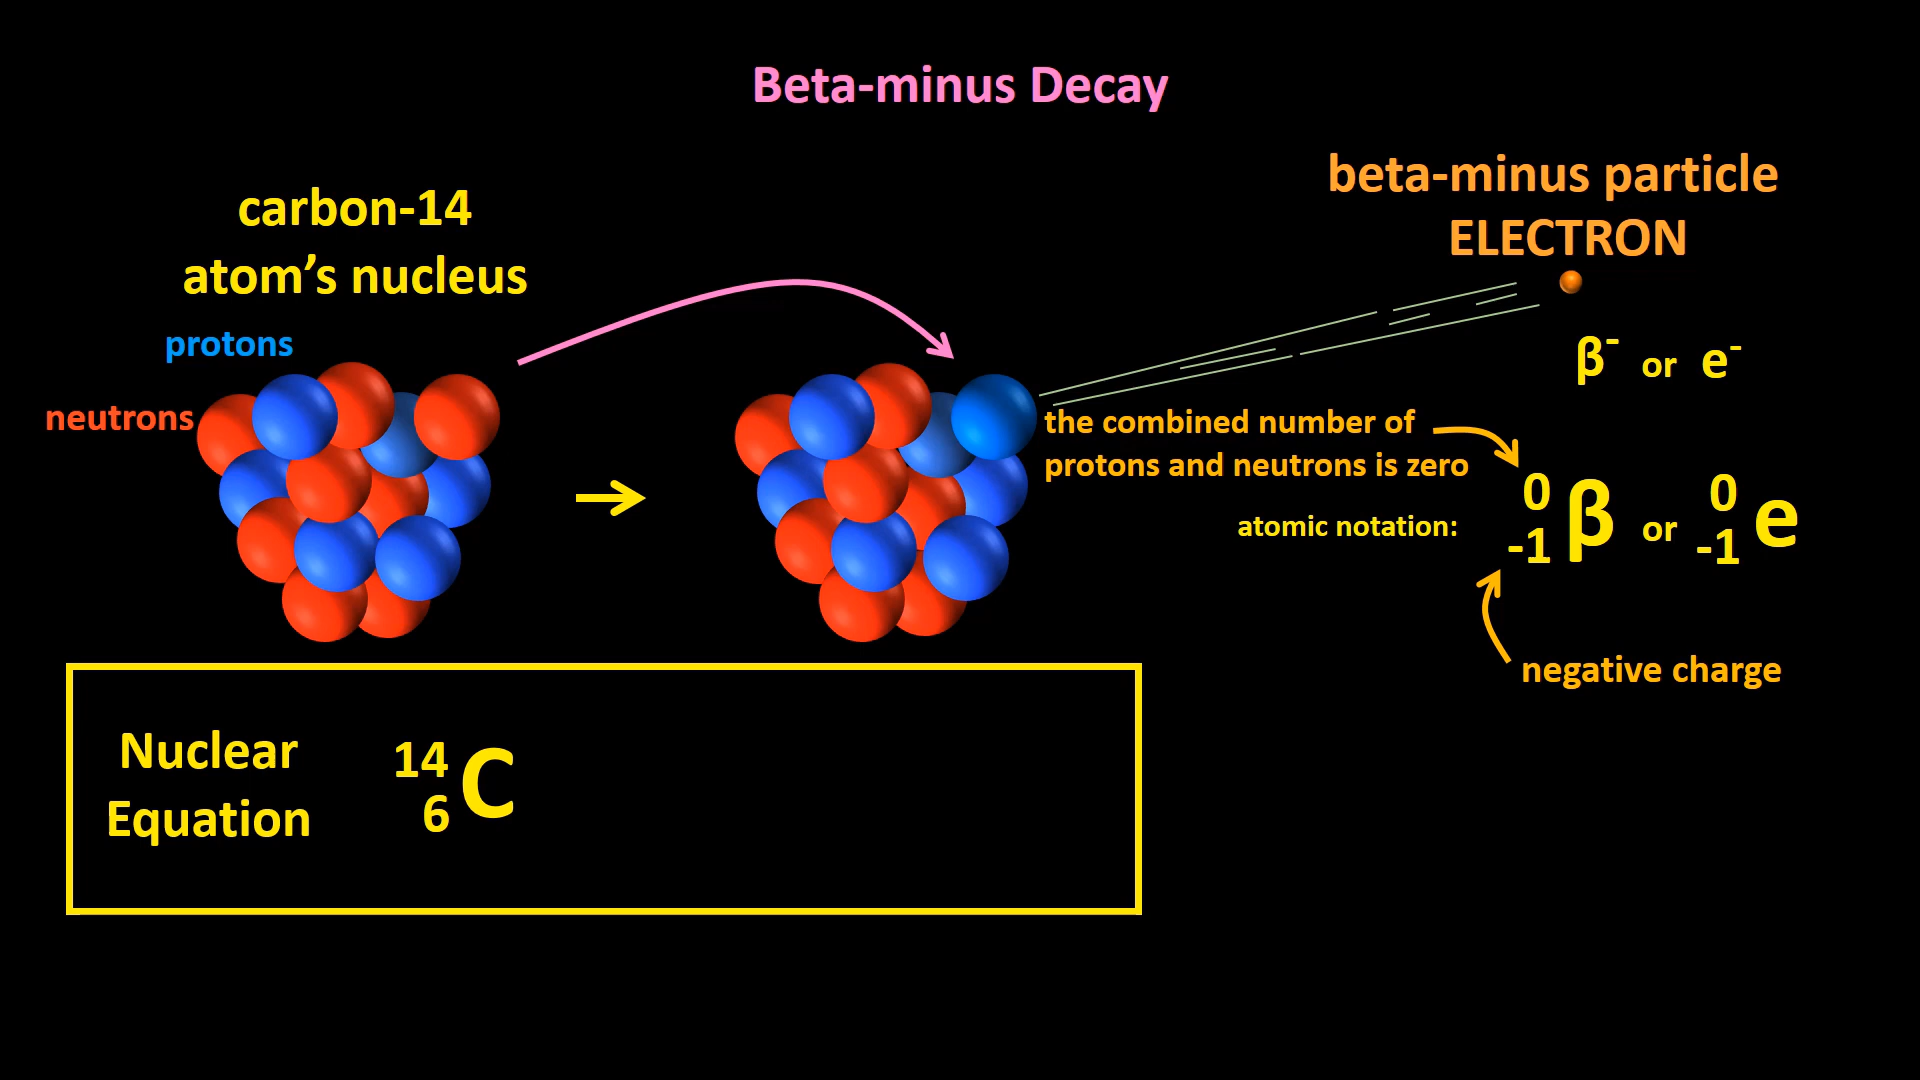 Beta-minus Decay
carbon-14
atom’s nucleus
protons
neutrons
beta-minus particle
ELECTRON
β⁻ or e⁻
the combined number of
protons and neutrons is zero
atomic notation:
0 0
β or e
-1 -1
negative charge
Nuclear
Equation
14
C
6